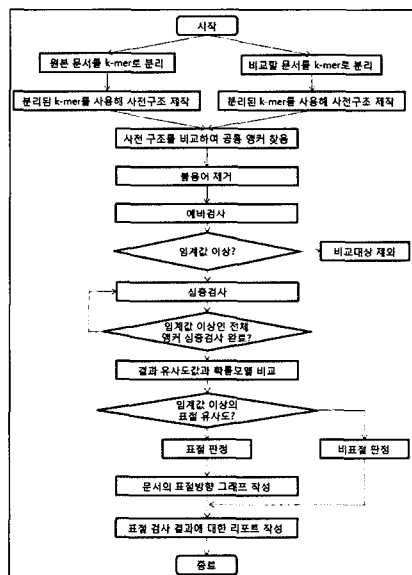 시작
원본 문서를 k-mer로 분리
비교할 문서를 k-mer로 분리
분리된 k-mer를 사용해 사전구조 제작
분리된 k-mer를 사용해 사전구조 제작
사전 구조를 비교하여 공통 앵커 찾음
불용어 제거
예비검사
임계값 이상?
비교대상 제외
심층검사
임계값 이상인 전체
앵커 심층검사 완료?
결과 유사도값과 확률모델 비교
임계값 이상의
표절 유사도?
표절 판정
비표절 판정
문서의 표절방향 그래프 작성
표절 검사 결과에 대한 리포트 작성
종료